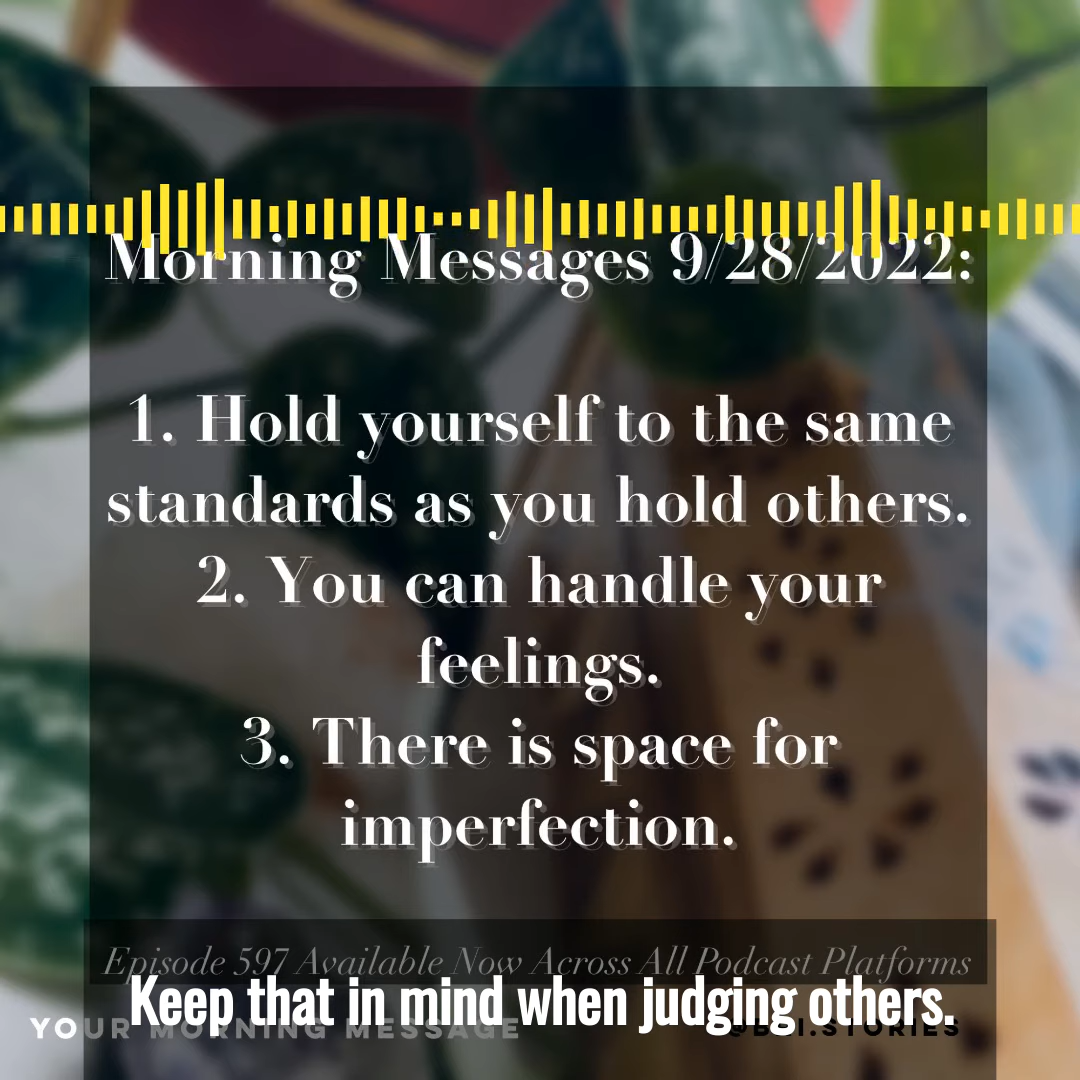 Morning Messages 9/28/2022:
1. Hold yourself to the same
standards as you hold others.
2. You can handle your
feelings.
3. There is space for
imperfection.
Episode 597 Available Now Across All Podcast Platforms
Keep that in mind when judging others.
YOUR MORNING MESSAGE